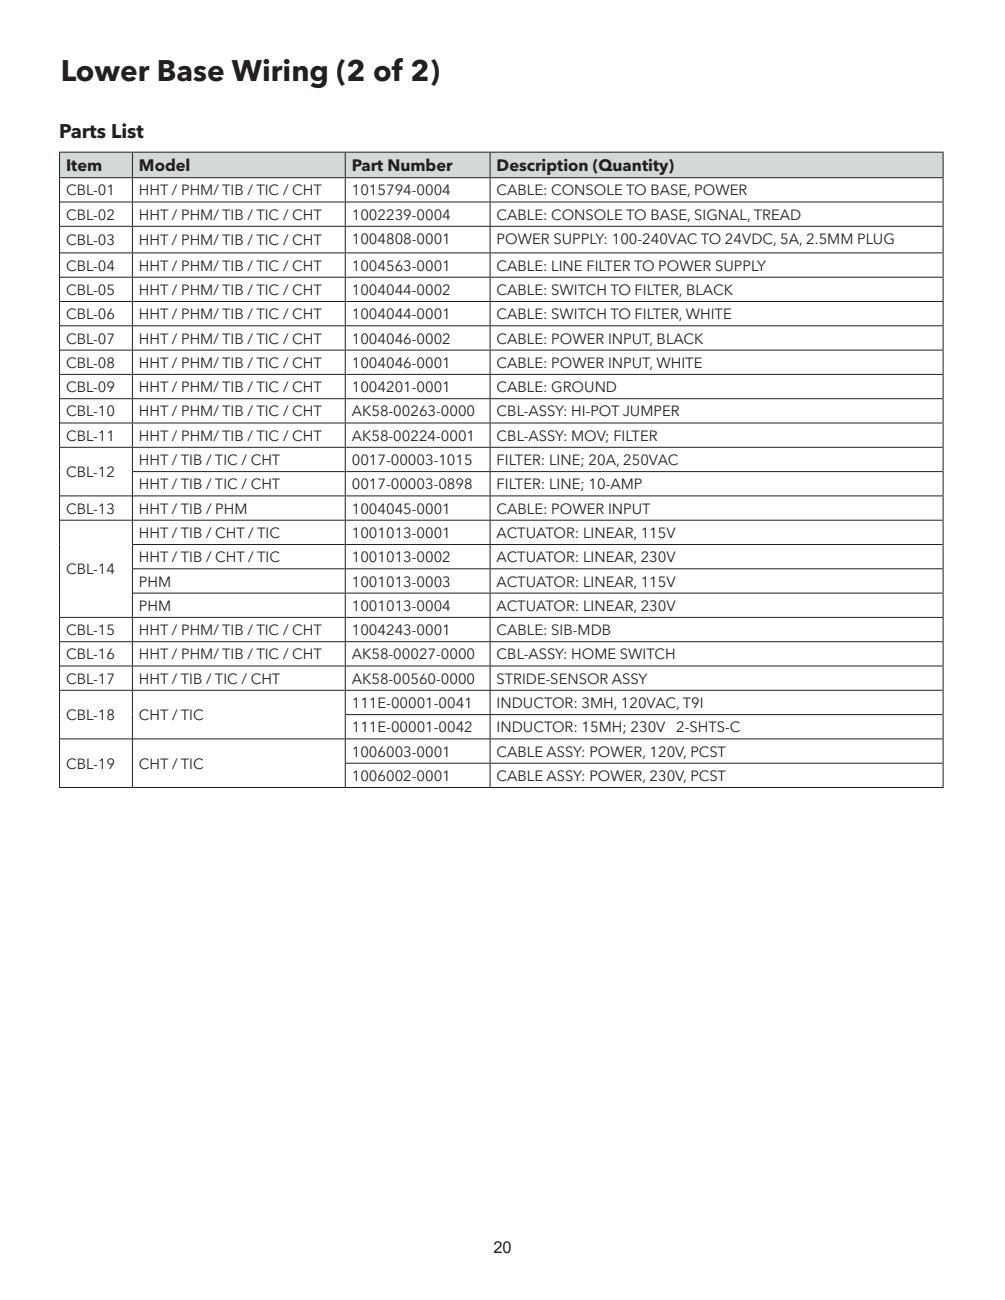 Lower Base Wiring (2 of 2)
Parts List
Item Model Part Number Description (Quantity)
CBL-01 HHT / PHM/ TIB / TIC / CHT 1015794-0004 CABLE: CONSOLE TO BASE, POWER
CBL-02 HHT / PHM/ TIB / TIC / CHT 1002239-0004 CABLE: CONSOLE TO BASE, SIGNAL, TREAD
CBL-03 HHT / PHM/ TIB / TIC / CHT 1004808-0001 POWER SUPPLY: 100-240VAC TO 24VDC, 5A, 2.5MM PLUG
CBL-04 HHT / PHM/ TIB / TIC / CHT 1004563-0001 CABLE: LINE FILTER TO POWER SUPPLY
CBL-05 HHT / PHM/ TIB / TIC / CHT 1004044-0002 CABLE: SWITCH TO FILTER, BLACK
CBL-06 HHT / PHM/ TIB / TIC / CHT 1004044-0001 CABLE: SWITCH TO FILTER, WHITE
CBL-07 HHT / PHM/ TIB / TIC / CHT 1004046-0002 CABLE: POWER INPUT, BLACK
CBL-08 HHT / PHM/ TIB / TIC / CHT 1004046-0001 CABLE: POWER INPUT, WHITE
CBL-09 HHT / PHM/ TIB / TIC / CHT 1004201-0001 CABLE: GROUND
CBL-10 HHT / PHM/ TIB / TIC / CHT AK58-00263-0000 CBL-ASSY: HI-POT JUMPER
CBL-11 HHT / PHM/ TIB / TIC / CHT AK58-00224-0001 CBL-ASSY: MOV; FILTER
CBL-12 HHT / TIB / TIC / CHT 0017-00003-1015 FILTER: LINE; 20A, 250VAC
HHT / TIB / TIC / CHT 0017-00003-0898 FILTER: LINE; 10-AMP
CBL-13 HHT / TIB / PHM 1004045-0001 CABLE: POWER INPUT
CBL-14 HHT / TIB / CHT / TIC 1001013-0001 ACTUATOR: LINEAR, 115V
HHT / TIB / CHT / TIC 1001013-0002 ACTUATOR: LINEAR, 230V
PHM 1001013-0003 ACTUATOR: LINEAR, 115V
PHM 1001013-0004 ACTUATOR: LINEAR, 230V
CBL-15 HHT / PHM/ TIB / TIC / CHT 1004243-0001 CABLE: SIB-MDB
CBL-16 HHT / PHM/ TIB / TIC / CHT AK58-00027-0000 CBL-ASSY: HOME SWITCH
CBL-17 HHT / TIB / TIC / CHT AK58-00560-0000 STRIDE-SENSOR ASSY
CBL-18 CHT / TIC 111E-00001-0041 INDUCTOR: 3MH, 120VAC, T9I
111E-00001-0042 INDUCTOR: 15MH; 230V 2-SHTS-C
CBL-19 CHT / TIC 1006003-0001 CABLE ASSY: POWER, 120V, PCST
1006002-0001 CABLE ASSY: POWER, 230V, PCST
20